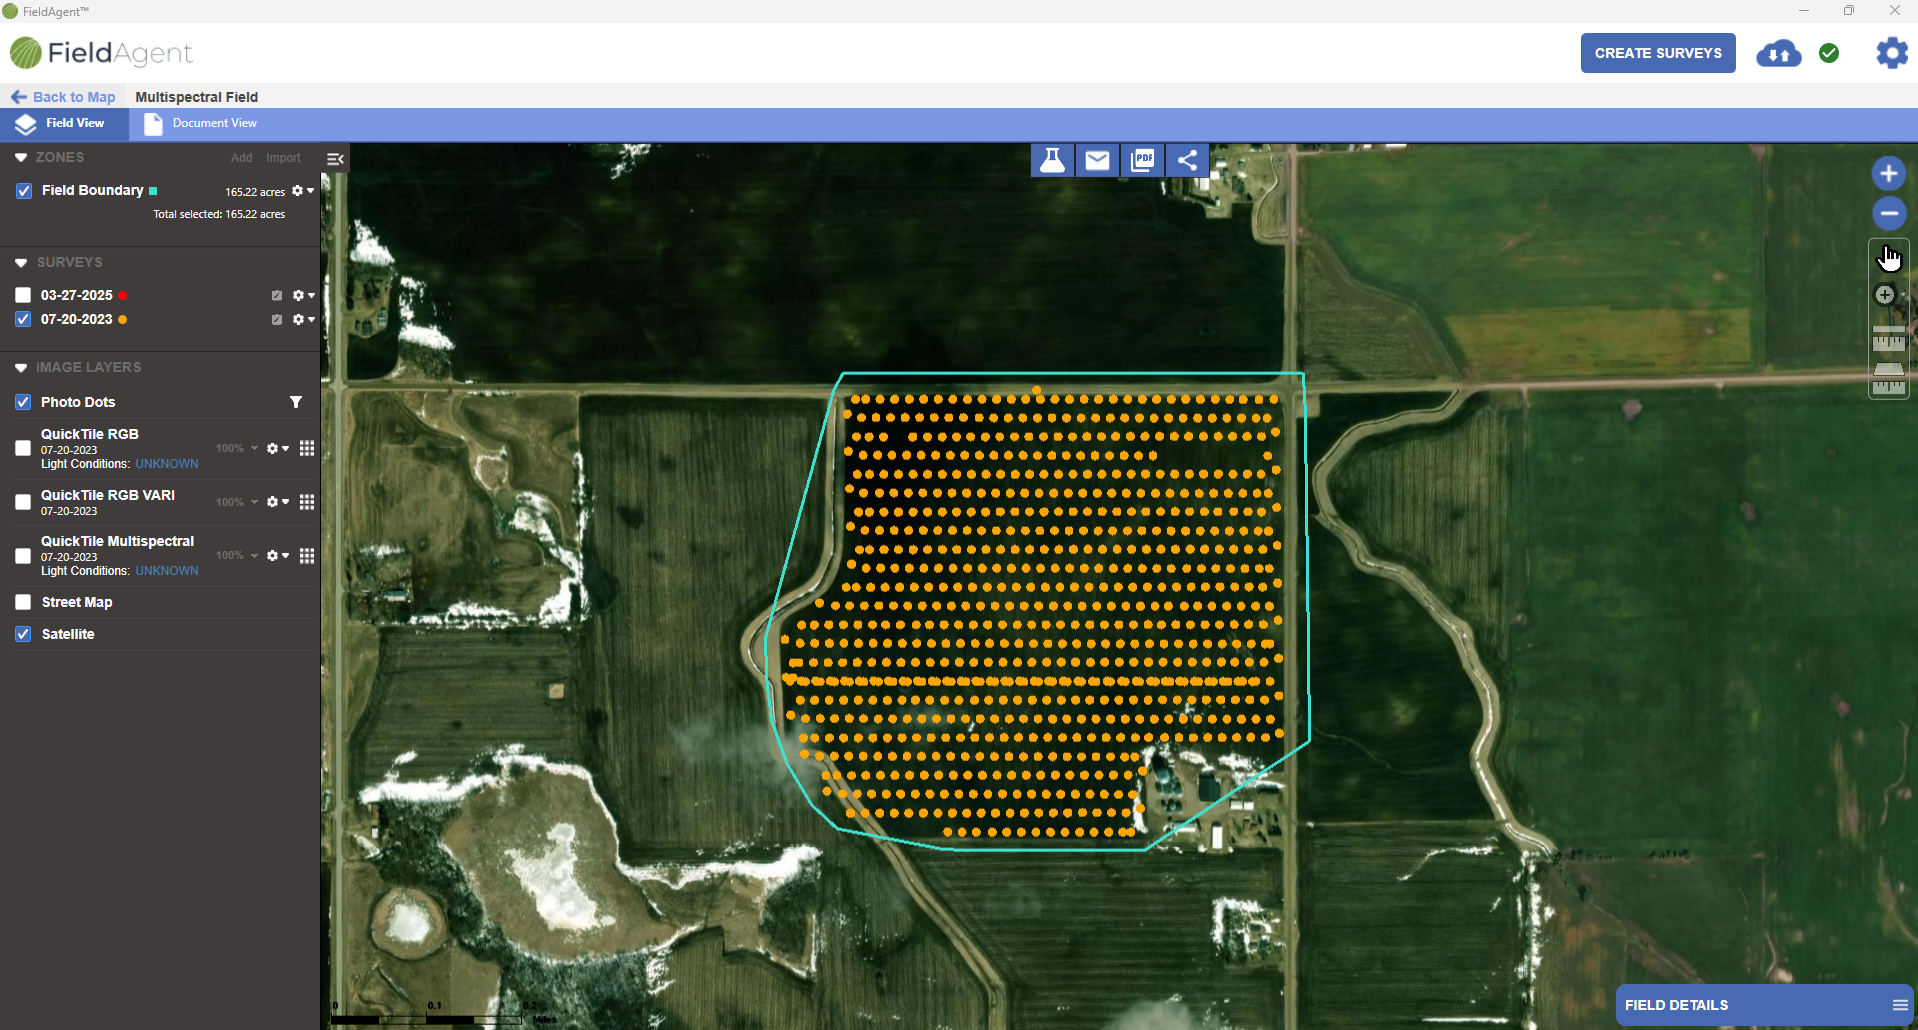 FieldAgent™
FieldAgent
CREATE SURVEYS
Back to Map
Multispectral Field
Field View
Document View
ZONES
Add
Import
Field Boundary
165.22 acres
Total selected: 165.22 acres
SURVEYS
03-27-2025
07-20-2023
IMAGE LAYERS
Photo Dots
QuickTile RGB
07-20-2023
100%
Light Conditions: UNKNOWN
QuickTile RGB VARI
07-20-2023
100%
QuickTile Multispectral
07-20-2023
100%
Light Conditions: UNKNOWN
Street Map
Satellite
PDF
0
0.1
0.2
Miles
FIELD DETAILS